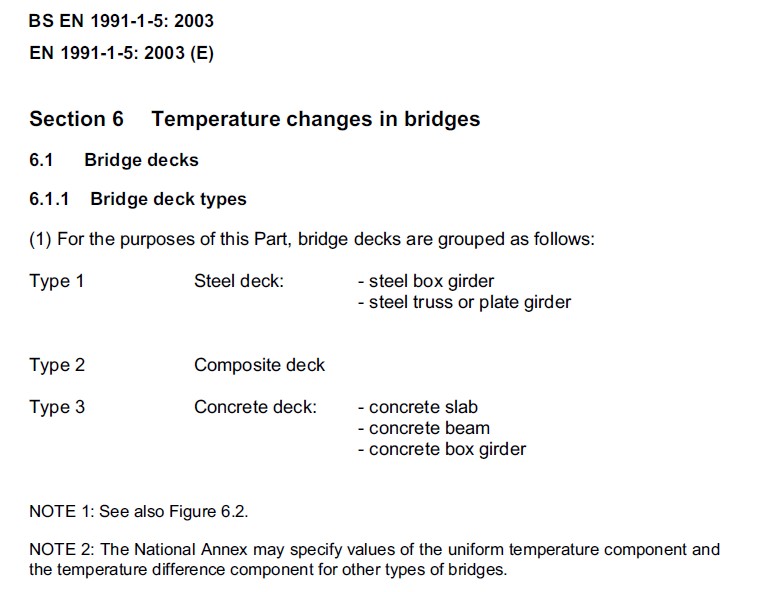 BS EN 1991-1-5: 2003
EN 1991-1-5: 2003 (E)
Section 6 Temperature changes in bridges
6.1 Bridge decks
6.1.1 Bridge deck types
(1) For the purposes of this Part, bridge decks are grouped as follows:
Type 1 Steel deck: - steel box girder
- steel truss or plate girder
Type 2 Composite deck
Type 3 Concrete deck: - concrete slab
- concrete beam
- concrete box girder
NOTE 1: See also Figure 6.2.
NOTE 2: The National Annex may specify values of the uniform temperature component and
the temperature difference component for other types of bridges.